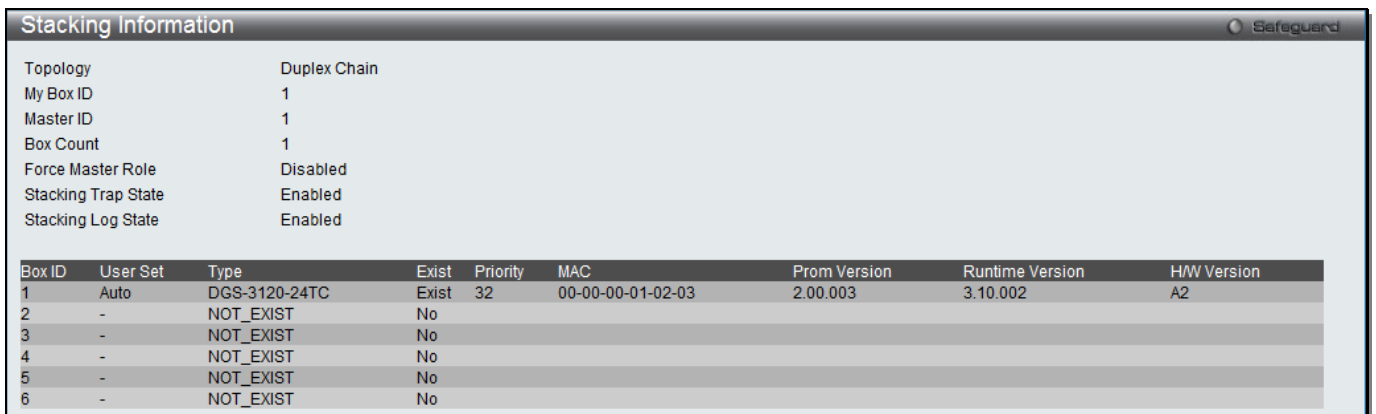 Stacking Information
Safeguard
Topology Duplex Chain
My Box ID 1
Master ID 1
Box Count 1
Force Master Role Disabled
Stacking Trap State Enabled
Stacking Log State Enabled
Box ID User Set Type Exist Priority MAC Prom Version Runtime Version H/W Version
1 Auto DGS-3120-24TC Exist 32 00-00-00-01-02-03 2.00.003 3.10.002 A2
2 - NOT_EXIST No
3 - NOT_EXIST No
4 - NOT_EXIST No
5 - NOT_EXIST No
6 - NOT_EXIST No